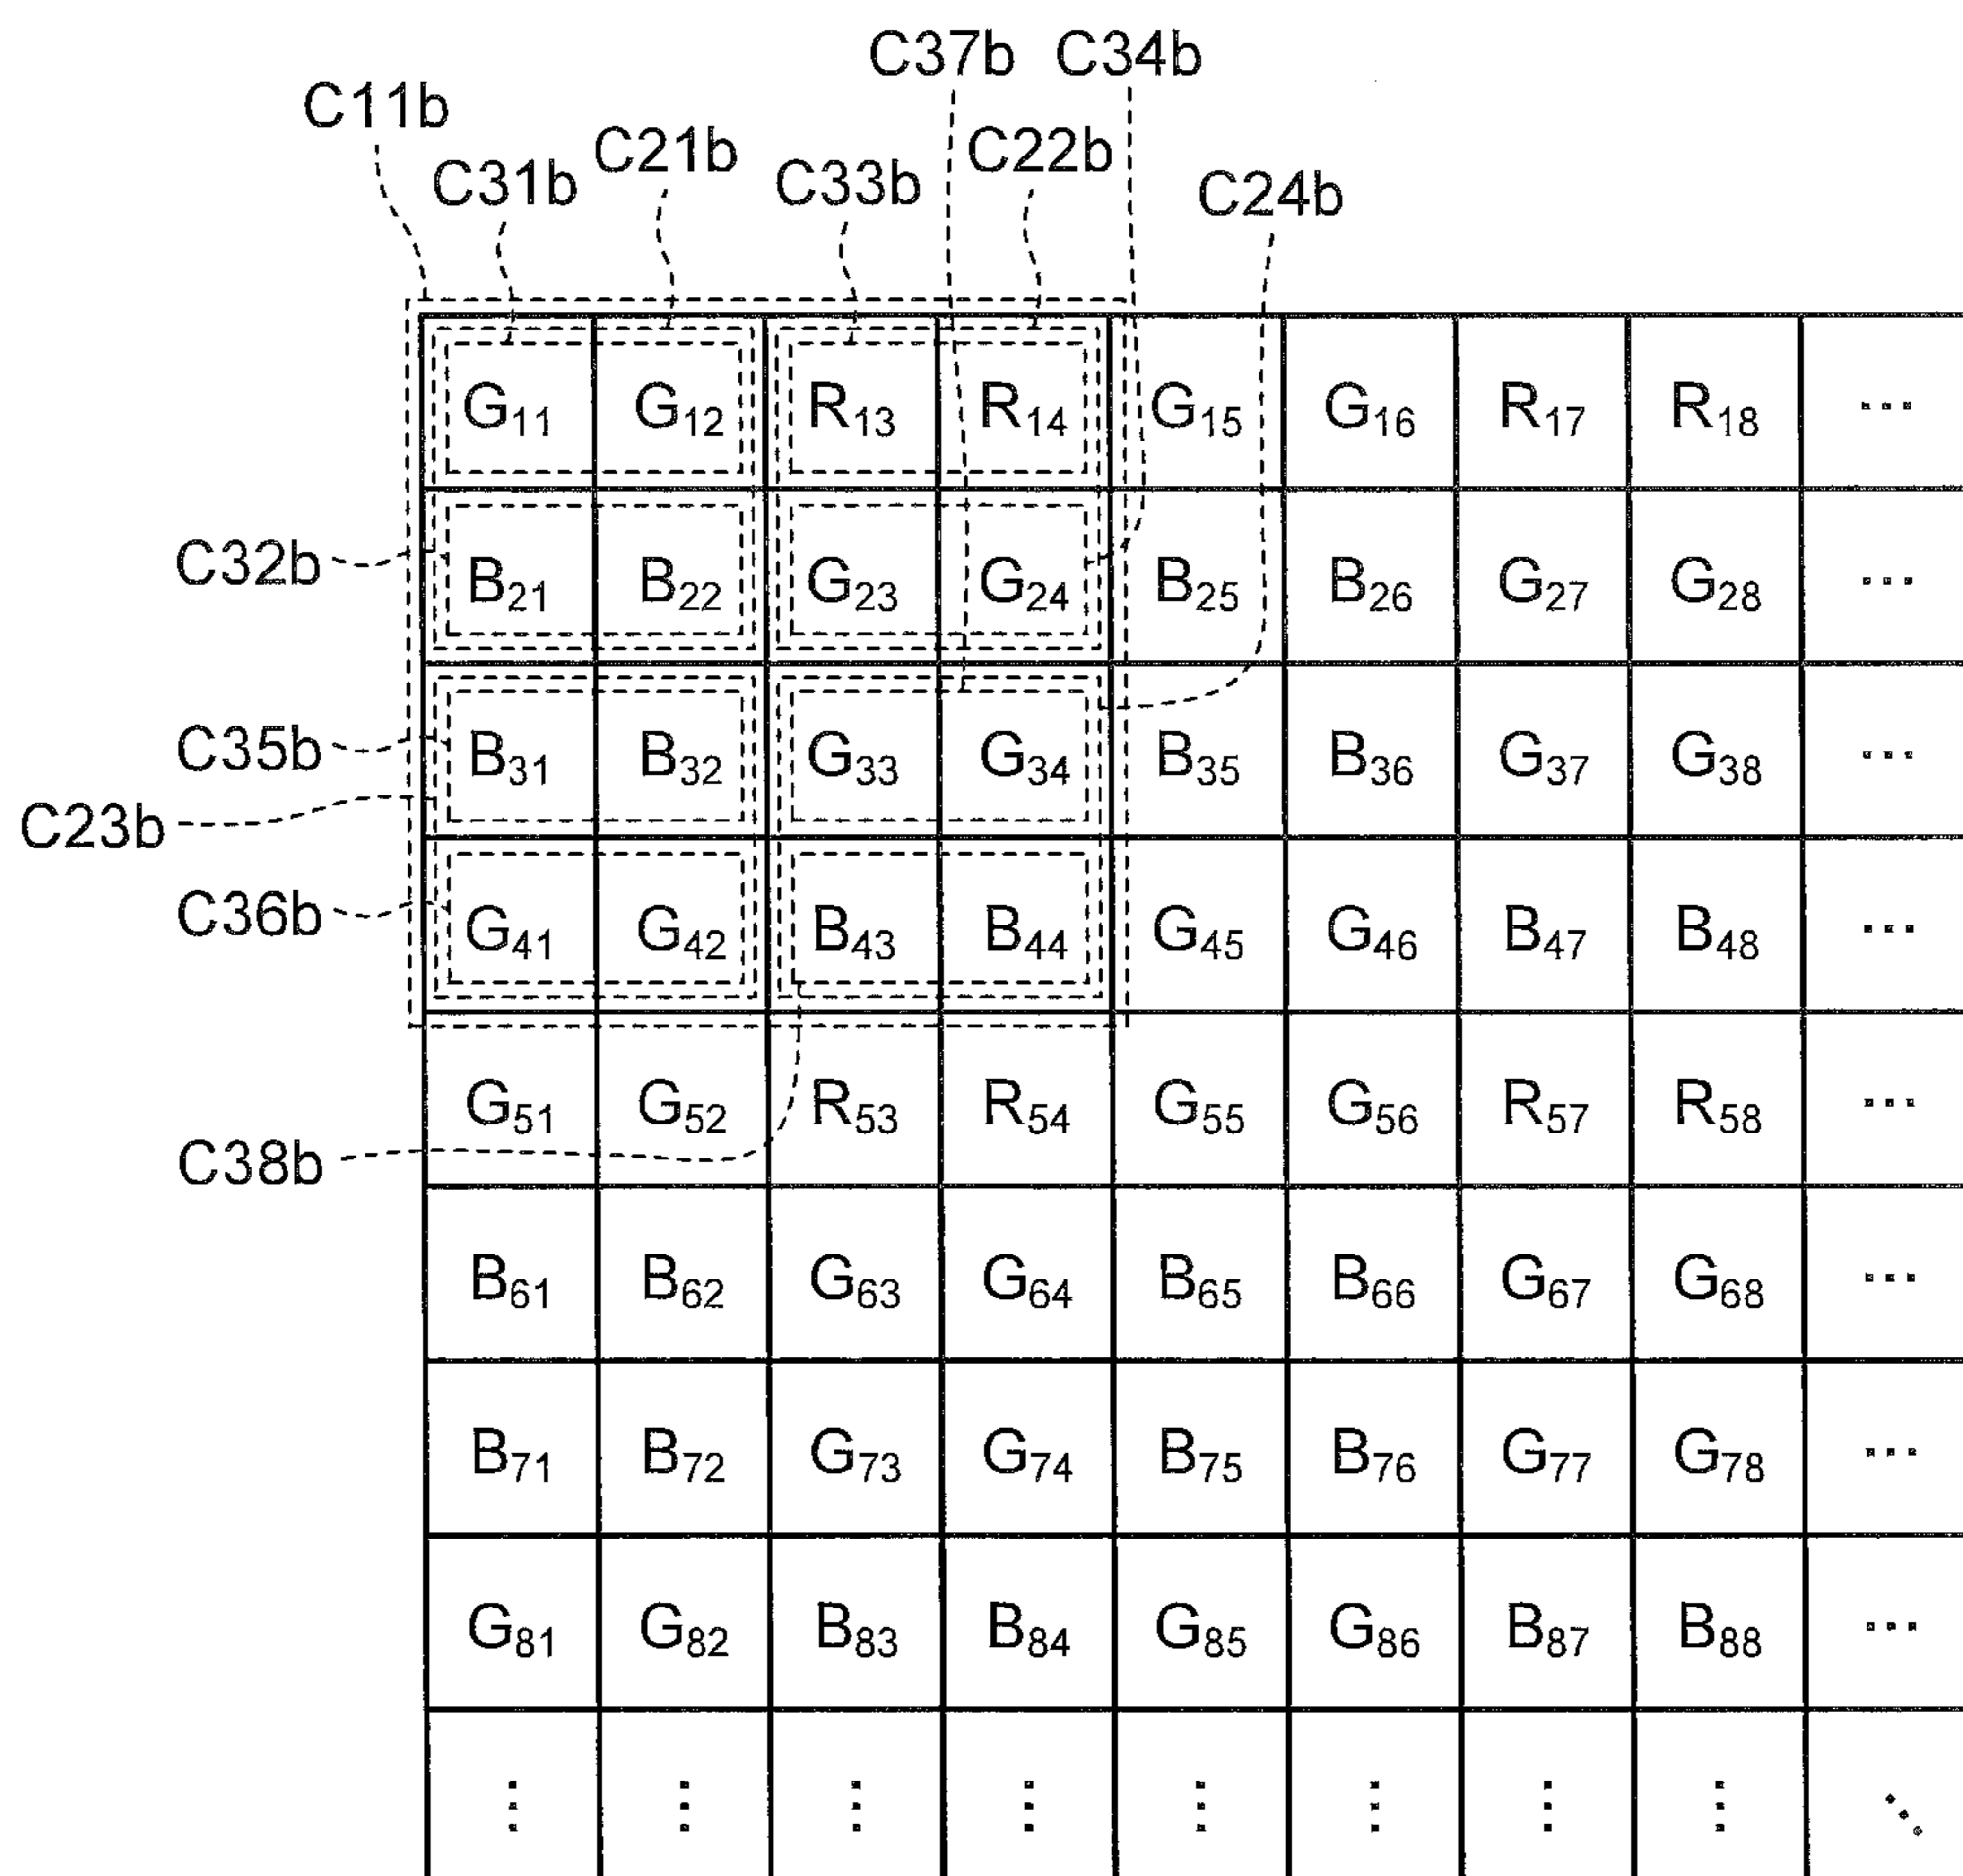 C37b C34b
C11b
C31b C21b C33b C22b C24b
G11 G12 R13 R14 G15 G16 R17 R18 ...
C32b B21 B22 G23 G24 B25 B26 G27 G28 ...
C35b B31 B32 G33 G34 B35 B36 G37 G38 ...
C23b
C36b G41 G42 B43 B44 G45 G46 B47 B48 ...
G51 G52 R53 R54 G55 G56 R57 R58 ...
C38b
B61 B62 G63 G64 B65 B66 G67 G68 ...
B71 B72 G73 G74 B75 B76 G77 G78 ...
G81 G82 B83 B84 G85 G86 B87 B88 ...